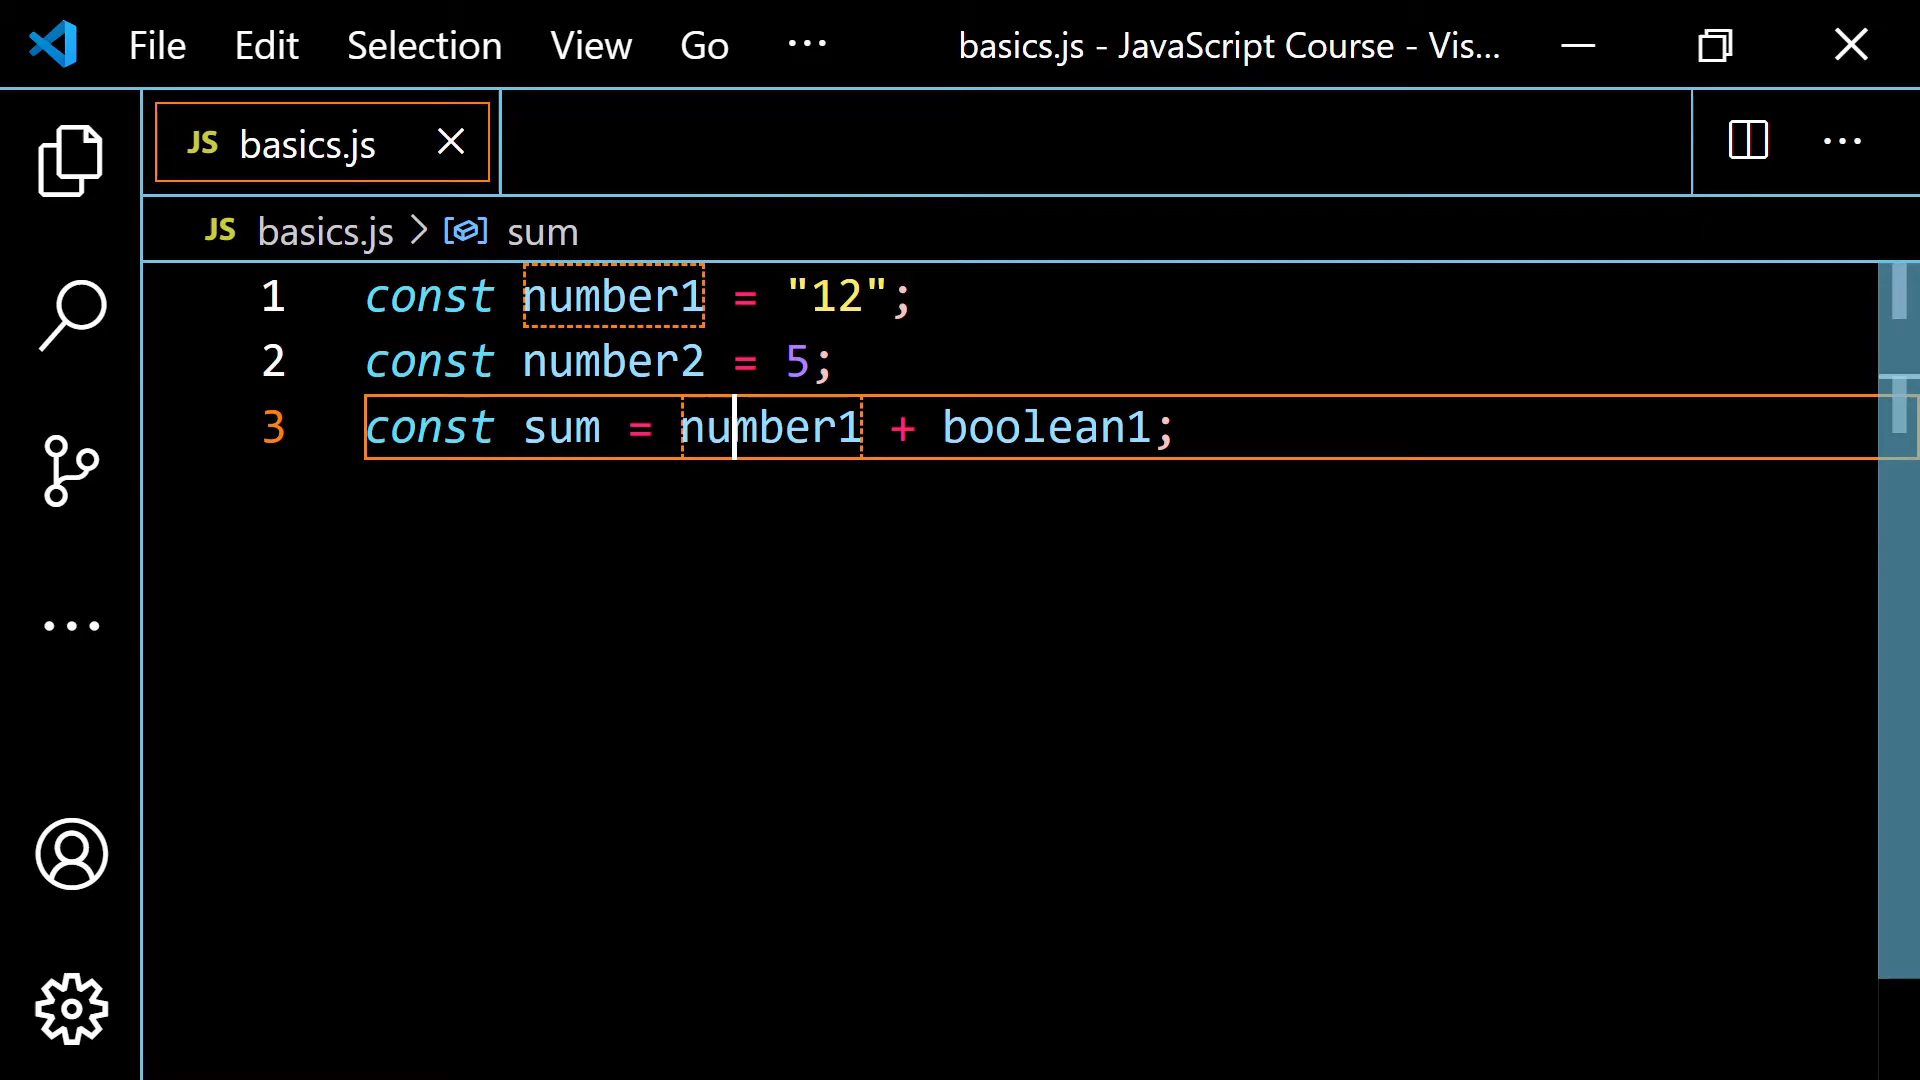 File Edit Selection View Go ... basics.js - JavaScript Course - Vis...
JS basics.js
JS basics.js > sum
1 const number1 = "12";
2 const number2 = 5;
3 const sum = number1 + boolean1;